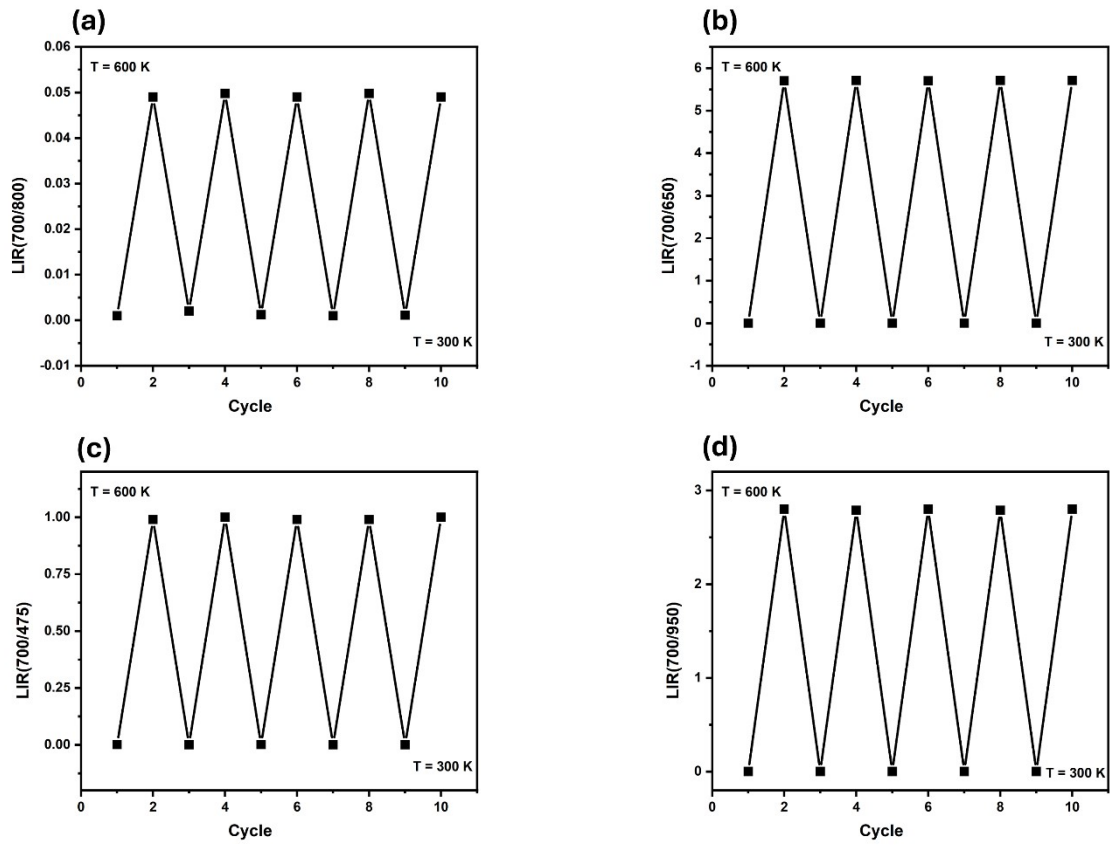 (a)
0.06
0.05
0.04
0.03
0.02
0.01
0.00
-0.01
LIR(700/800)
T = 600 K
T = 300 K
0 2 4 6 8 10
Cycle
(b)
6
5
4
3
2
1
0
-1
LIR(700/650)
T = 600 K
T = 300 K
0 2 4 6 8 10
Cycle
(c)
1.00
0.75
0.50
0.25
0.00
LIR(700/475)
T = 600 K
T = 300 K
0 2 4 6 8 10
Cycle
(d)
3
2
1
0
LIR(700/950)
T = 600 K
T = 300 K
0 2 4 6 8 10
Cycle